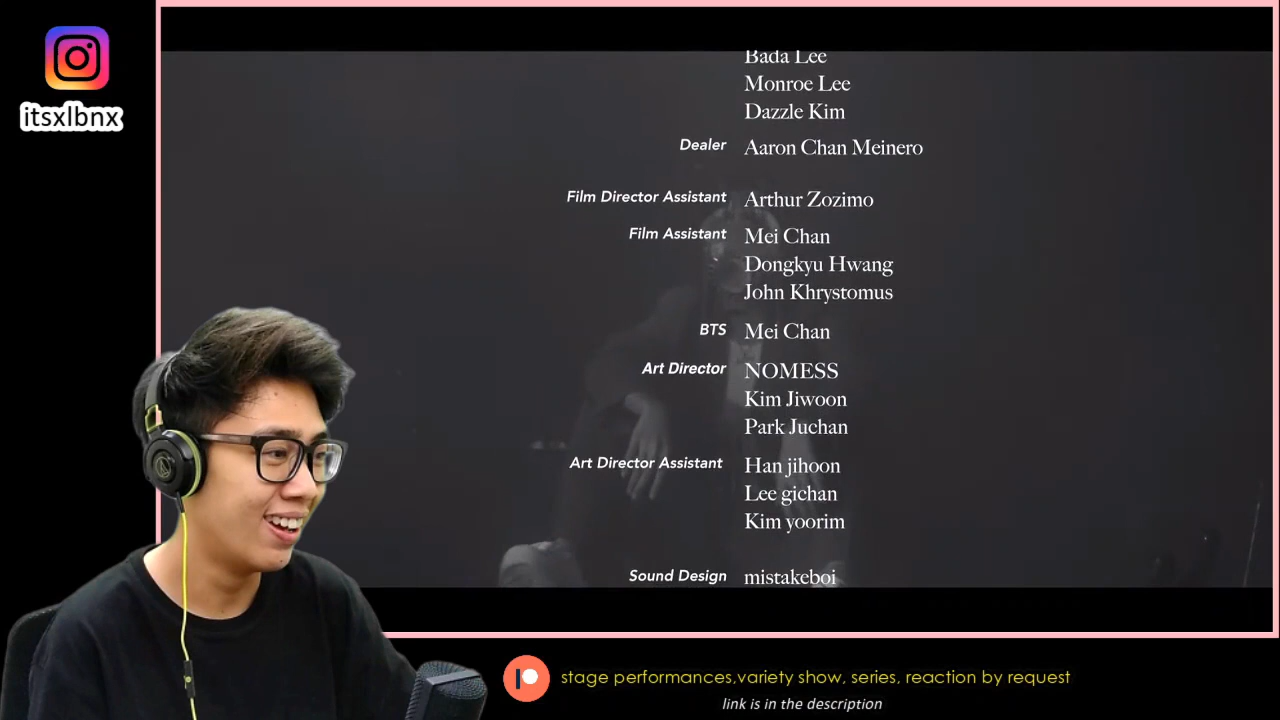 itsxlbnx
Bada Lee
Monroe Lee
Dazzle Kim
Dealer Aaron Chan Meinero
Film Director Assistant Arthur Zozimo
Film Assistant Mei Chan
Dongkyu Hwang
John Khrystomus
BTS Mei Chan
Art Director NOMESS
Kim Jiwoon
Park Juchan
Art Director Assistant Han jihoon
Lee gichan
Kim yoorim
Sound Design mistakeboi
stage performances,variety show, series, reaction by request
link is in the description